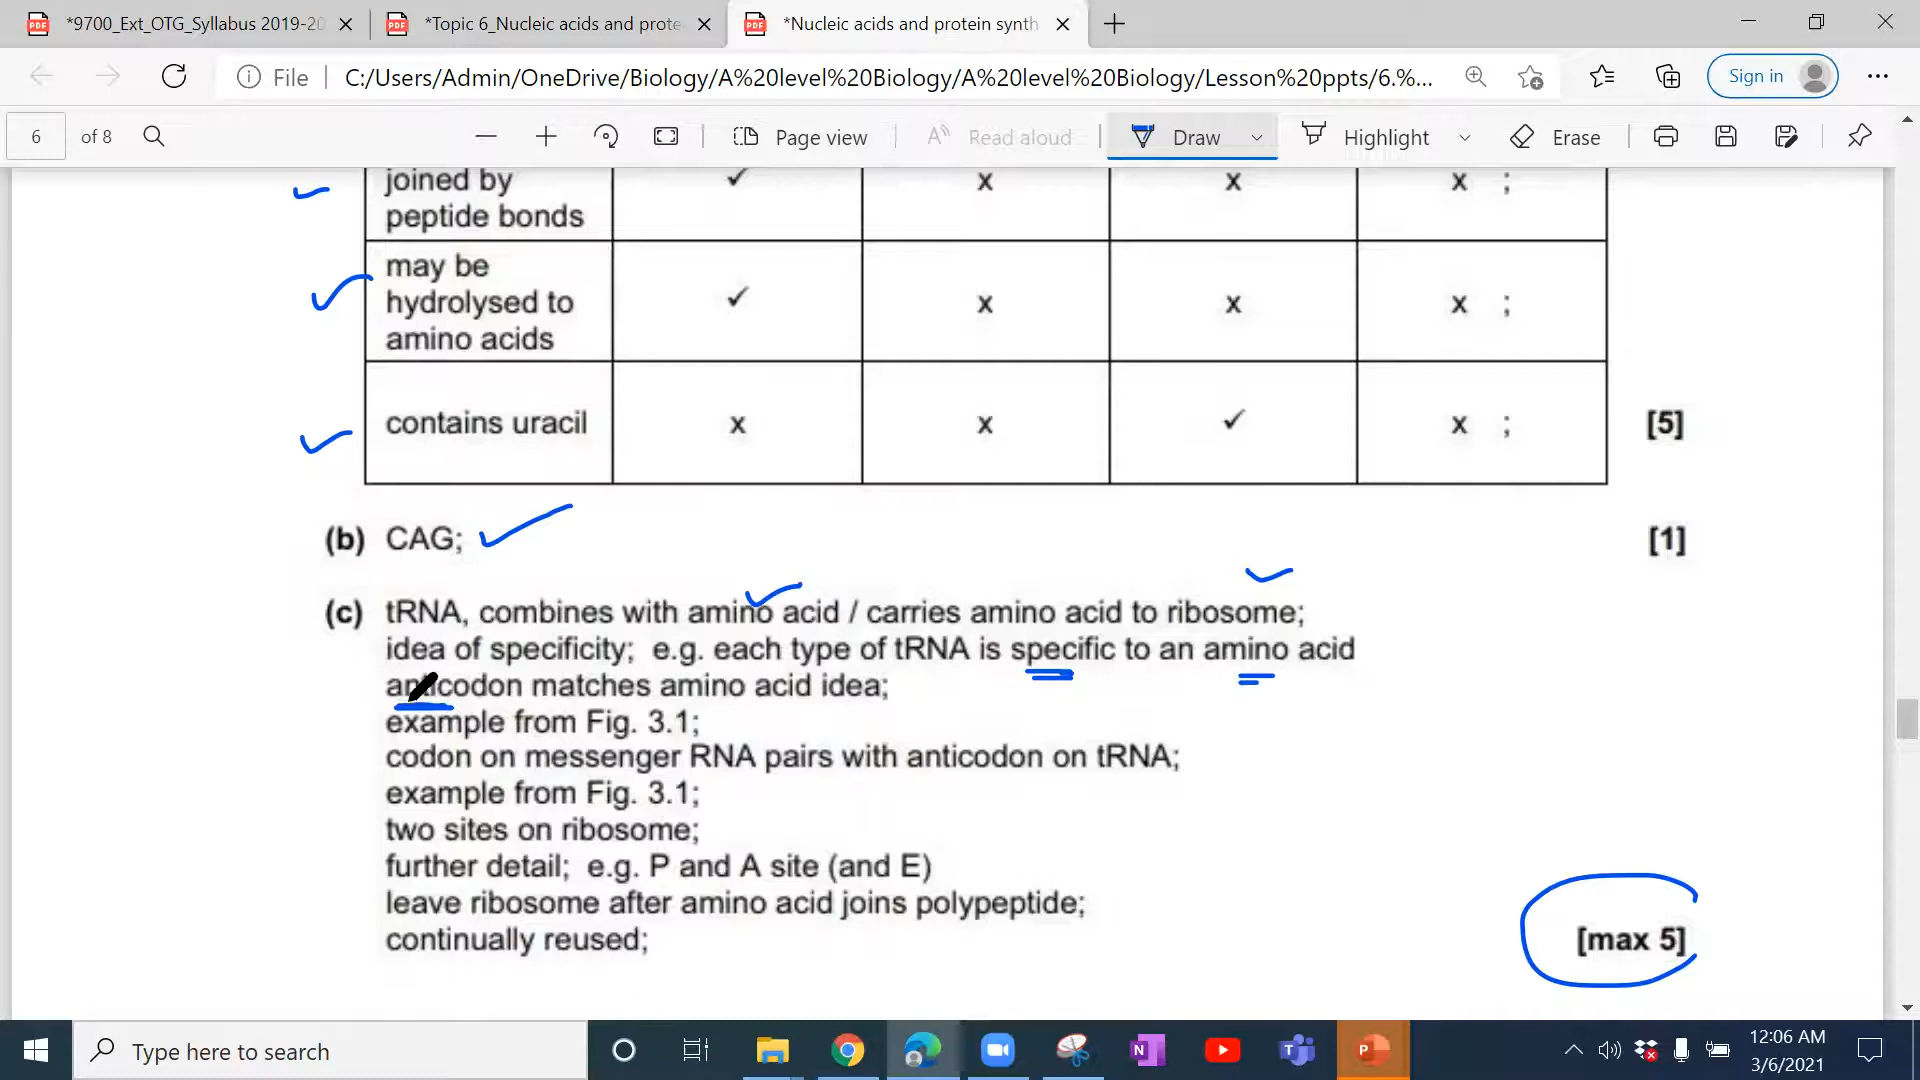 *9700_Ext_OTG_Syllabus 2019-20
*Topic 6_Nucleic acids and prote
*Nucleic acids and protein synth
File
C:/Users/Admin/OneDrive/Biology/A%20level%20Biology/A%20level%20Biology/Lesson%20ppts/6.%...
Sign in
6
of 8
Page view
Read aloud
Draw
Highlight
Erase
joined by
peptide bonds
✓ x x x ;
may be
hydrolysed to
amino acids
✓ x x x ;
contains uracil x x ✓ x ; [5]
(b) CAG; [1]
(c) tRNA, combines with amino acid / carries amino acid to ribosome;
idea of specificity; e.g. each type of tRNA is specific to an amino acid
anticodon matches amino acid idea;
example from Fig. 3.1;
codon on messenger RNA pairs with anticodon on tRNA;
example from Fig. 3.1;
two sites on ribosome;
further detail; e.g. P and A site (and E)
leave ribosome after amino acid joins polypeptide;
continually reused;
[max 5]
Type here to search
12:06 AM
3/6/2021